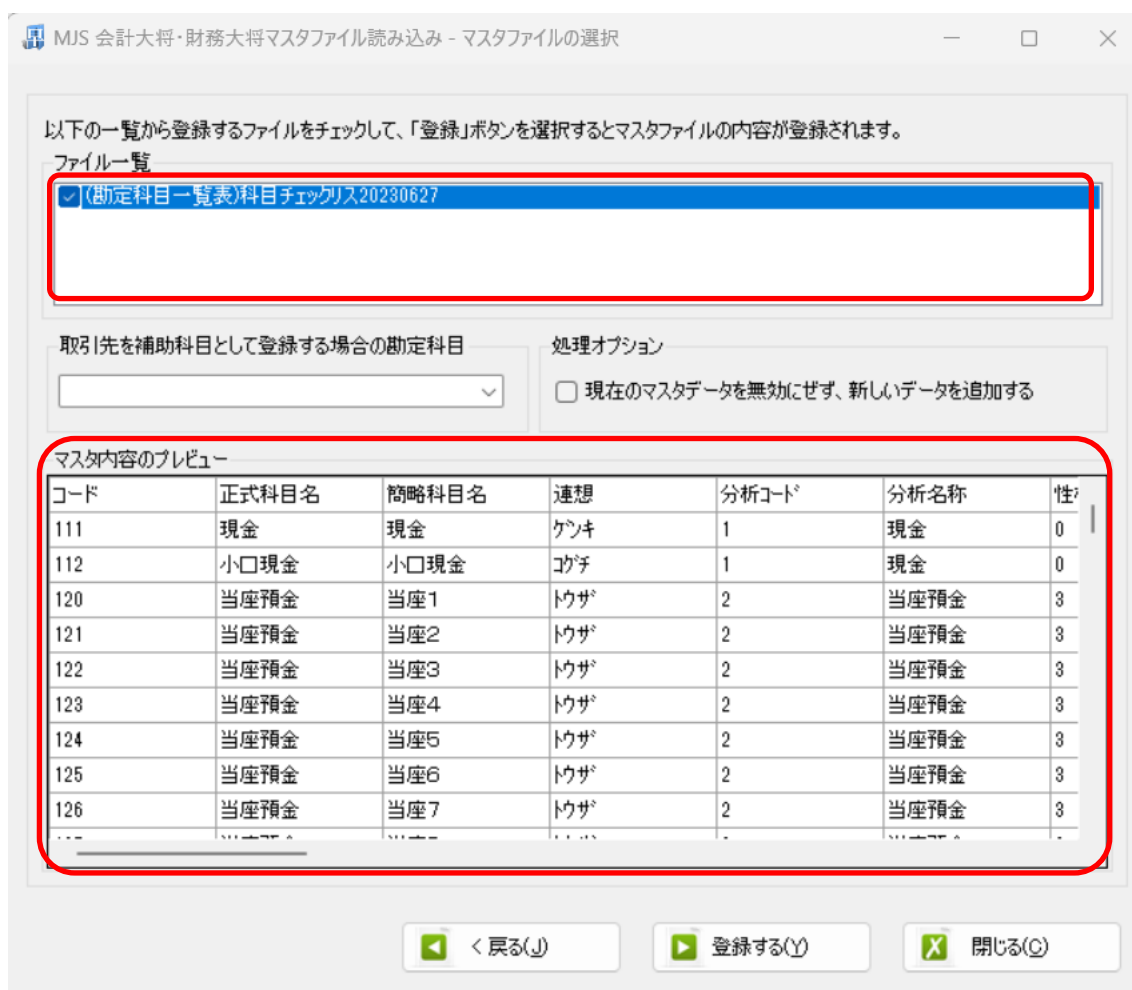 MJS 会計大将・財務大将マスタファイル読み込み - マスタファイルの選択
以下の一覧から登録するファイルをチェックして、「登録」ボタンを選択するとマスタファイルの内容が登録されます。
ファイル一覧
(勘定科目一覧表)科目チェックリス20230627
取引先を補助科目として登録する場合の勘定科目
処理オプション
現在のマスタデータを無効にぜず、新しいデータを追加する
マスタ内容のプレビュー
コード 正式科目名 簡略科目名 連想 分析コード 分析名称
111 現金 現金 ゲンキ 1 現金 0
112 小口現金 小口現金 コグチ 1 現金 0
120 当座預金 当座1 トウザ 2 当座預金 3
121 当座預金 当座2 トウザ 2 当座預金 3
122 当座預金 当座3 トウザ 2 当座預金 3
123 当座預金 当座4 トウザ 2 当座預金 3
124 当座預金 当座5 トウザ 2 当座預金 3
125 当座預金 当座6 トウザ 2 当座預金 3
126 当座預金 当座7 トウザ 2 当座預金 3
< 戻る(J) 登録する(Y) 閉じる(C)